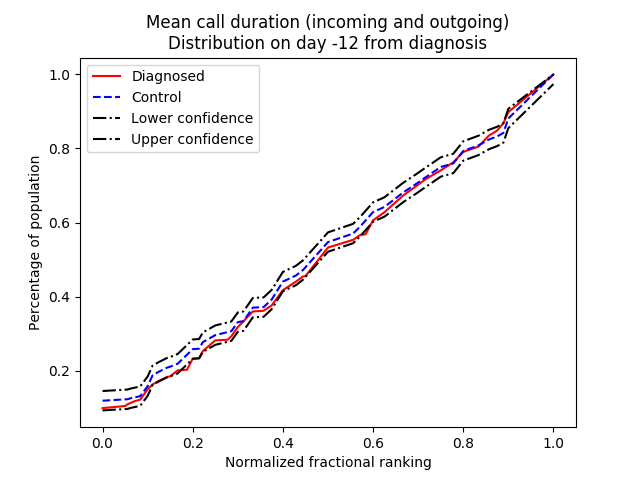 Mean call duration (incoming and outgoing)
Distribution on day -12 from diagnosis
Diagnosed
Control
Lower confidence
Upper confidence
Percentage of population
1.0
0.8
0.6
0.4
0.2
0.0 0.2 0.4 0.6 0.8 1.0
Normalized fractional ranking